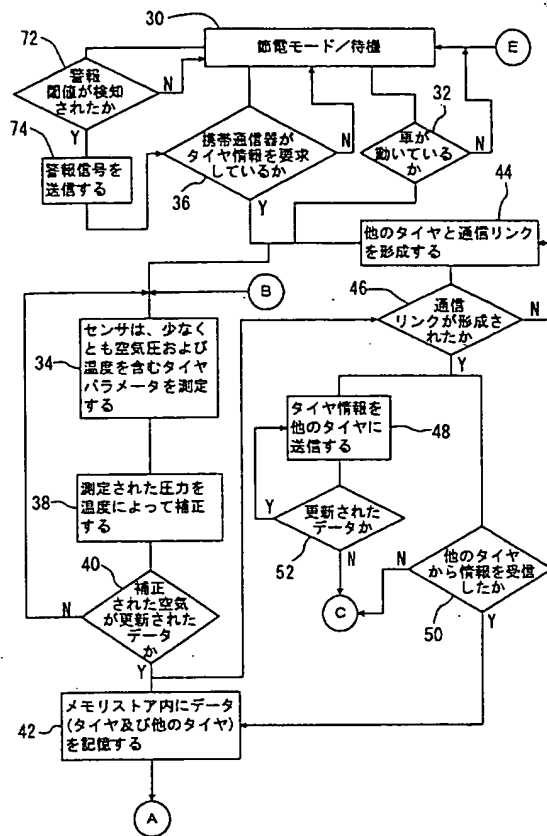 30
節電モード/待機
E
72
警報
閾値が検知
されたか
N
Y
74
警報信号を
送信する
携帯通信器が
タイヤ情報を要求
しているか
N
36
Y
32
車が
動いている
か
N
44
他のタイヤと通信リンク
を形成する
B
46
通信
リンクが形成さ
れたか
N
Y
34
センサは、少なく
とも空気圧および
温度を含むタイヤ
パラメータを測定
する
タイヤ情報を
他のタイヤに
送信する
48
38
測定された圧力を
温度によって補正
する
Y
更新された
データか
52
N
C
他のタイヤ
から情報を受信
したか
N
50
Y
40
補正
された空気
が更新された
データ
か
N
Y
42
メモリストア内にデータ
(タイヤ及び他のタイヤ)
を記憶する
A